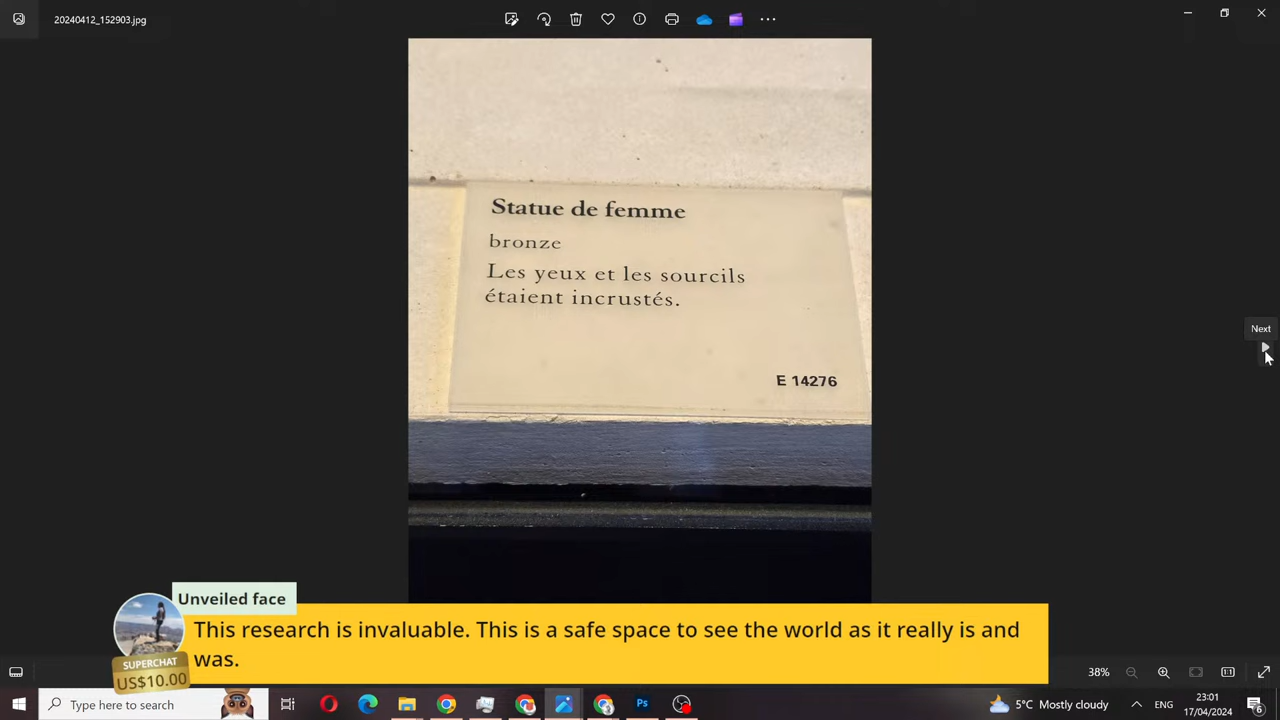 20240412_152903.jpg
Statue de femme
bronze
Les yeux et les sourcils
étaient incrustés.
E 14276
Next
Unveiled face
This research is invaluable. This is a safe space to see the world as it really is and
was.
SUPERCHAT
US$10.00
38%
Type here to search
Ps
5°C Mostly cloudy
ENG
23:01
17/04/2024
6